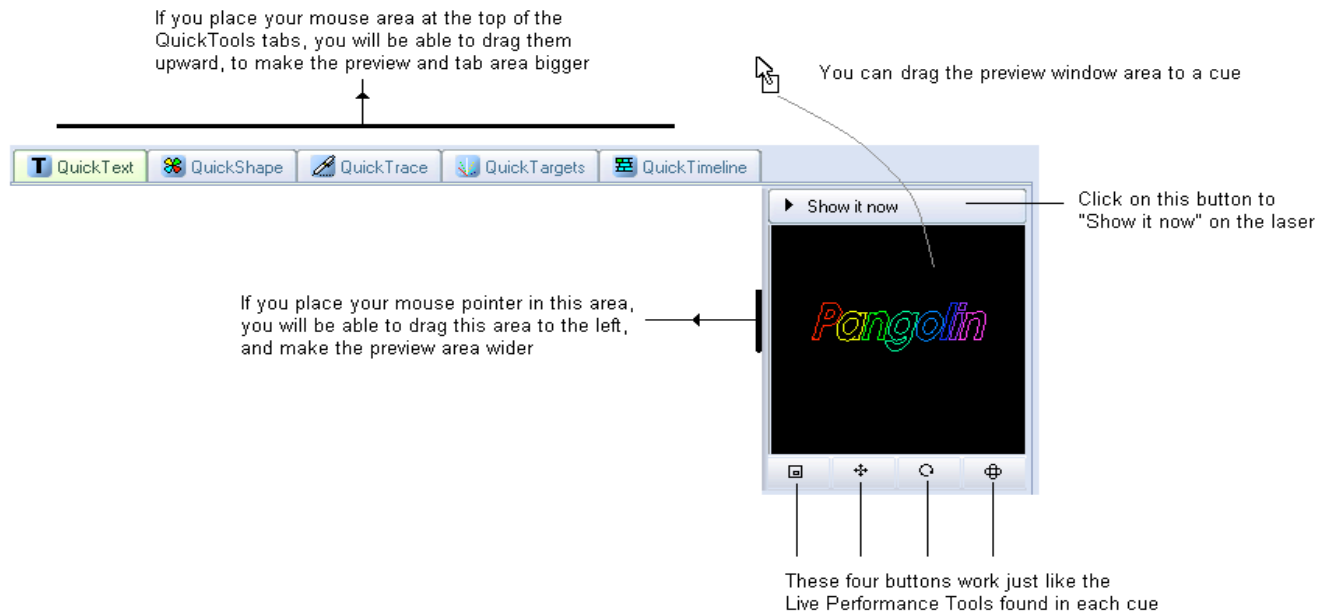 If you place your mouse area at the top of the
QuickTools tabs, you will be able to drag them
upward, to make the preview and tab area bigger
You can drag the preview window area to a cue
T QuickText
QuickShape
QuickTrace
QuickTargets
QuickTimeline
Show it now
Click on this button to
"Show it now" on the laser
If you place your mouse pointer in this area,
you will be able to drag this area to the left,
and make the preview area wider
Pangolin
These four buttons work just like the
Live Performance Tools found in each cue